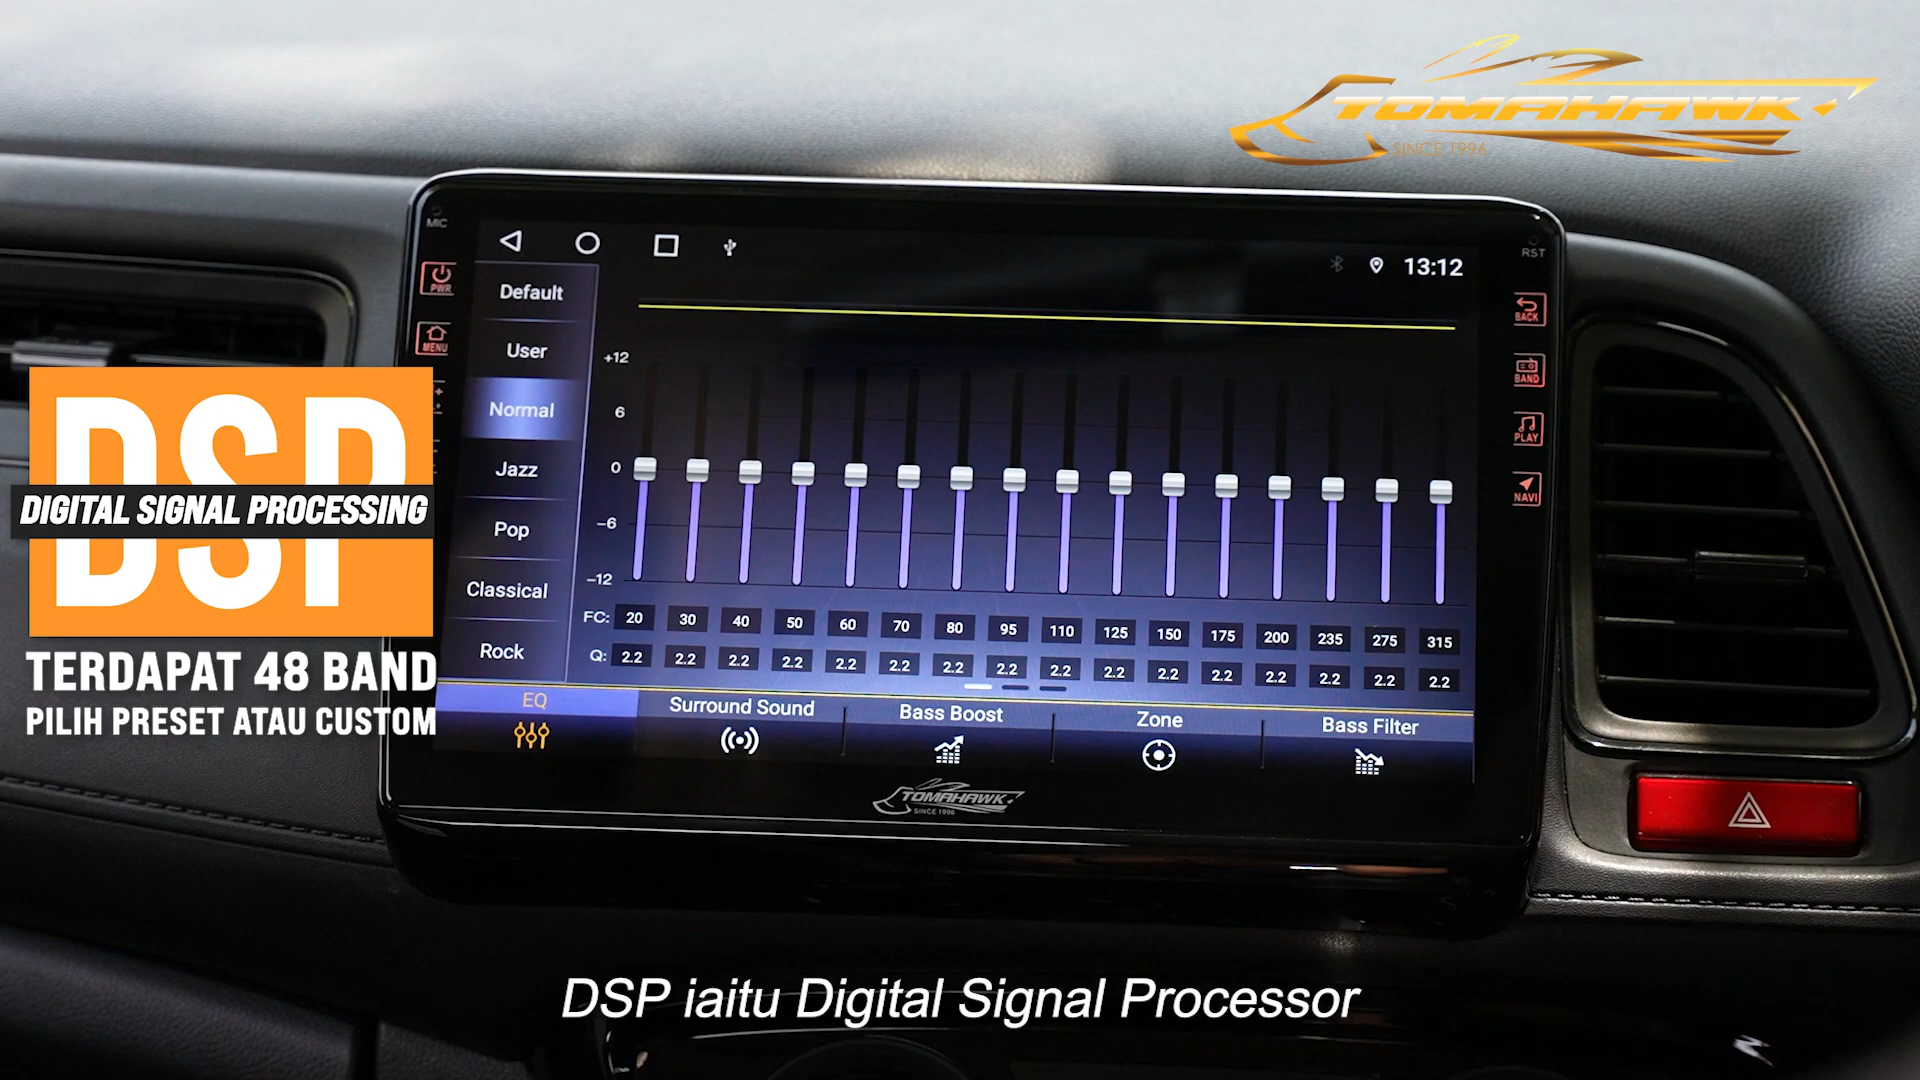 TOMAHAWK
SINCE 1996
MIC
RST
13:12
PWR
MENU
BACK
BAND
PLAY
NAVI
Default
User
Normal
Jazz
Pop
Classical
Rock
+12
6
0
−6
−12
FC: 20 30 40 50 60 70 80 95 110 125 150 175 200 235 275 315
Q: 2.2 2.2 2.2 2.2 2.2 2.2 2.2 2.2 2.2 2.2 2.2 2.2 2.2 2.2 2.2 2.2
EQ
Surround Sound
Bass Boost
Zone
Bass Filter
TOMAHAWK
SINCE 1996
DSP
DIGITAL SIGNAL PROCESSING
TERDAPAT 48 BAND
PILIH PRESET ATAU CUSTOM
DSP iaitu Digital Signal Processor